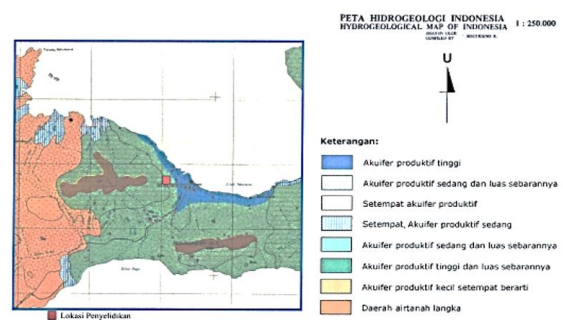 PETA HIDROGEOLOGI INDONESIA 1 : 250.000
HYDROGEOLOGICAL MAP OF INDONESIA
U
Keterangan:
Akuifer produktif tinggi
Akuifer produktif sedang dan luas sebarannya
Setempat akuifer produktif
Setempat, Akuifer produktif sedang
Akuifer produktif sedang dan luas sebarannya
Akuifer produktif tinggi dan luas sebarannya
Akuifer produktif kecil setempat berarti
Daerah airtanah langka
Lokasi Penyelidikan